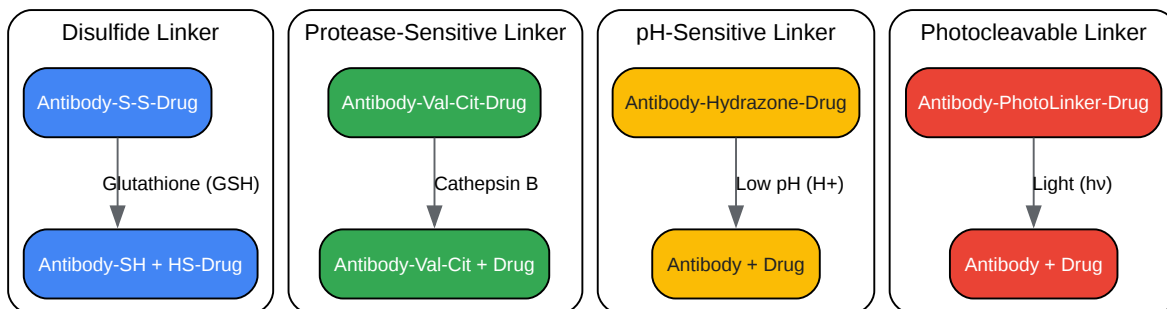 Disulfide Linker
Antibody-S-S-Drug
Glutathione (GSH)
Antibody-SH + HS-Drug
Protease-Sensitive Linker
Antibody-Val-Cit-Drug
Cathepsin B
Antibody-Val-Cit + Drug
pH-Sensitive Linker
Antibody-Hydrazone-Drug
Low pH (H+)
Antibody + Drug
Photocleavable Linker
Antibody-PhotoLinker-Drug
Light (hν)
Antibody + Drug